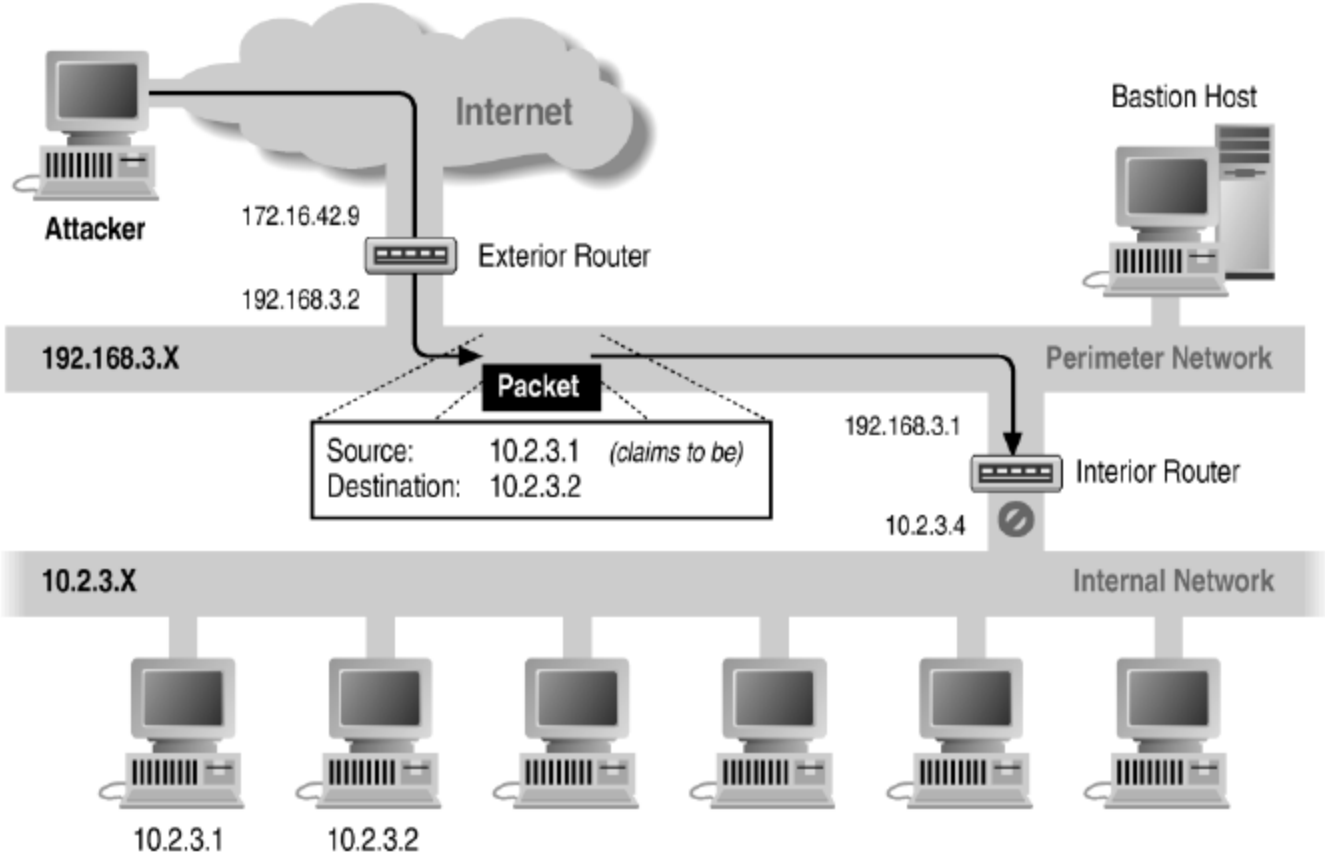 Internet
Bastion Host
Attacker
172.16.42.9
Exterior Router
192.168.3.2
192.168.3.X
Perimeter Network
Packet
Source: 10.2.3.1 (claims to be)
Destination: 10.2.3.2
192.168.3.1
Interior Router
10.2.3.4
10.2.3.X
Internal Network
10.2.3.1
10.2.3.2